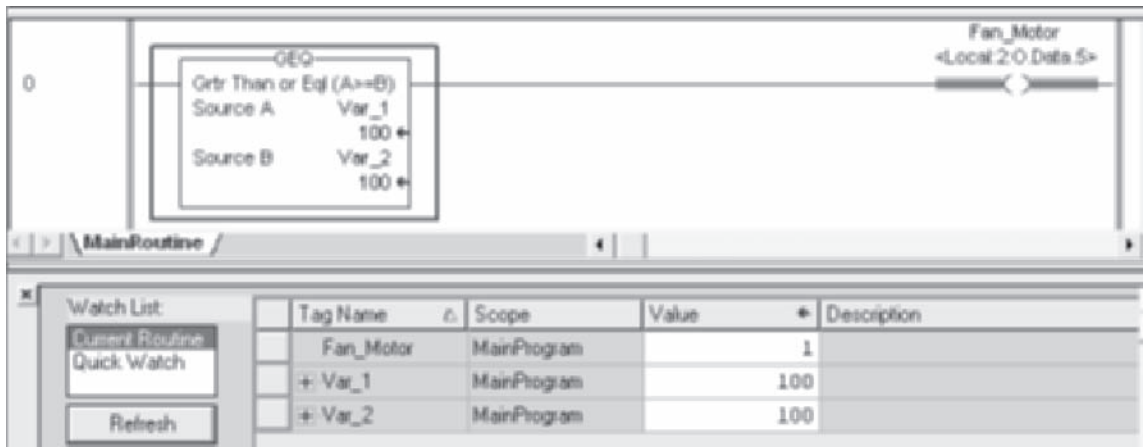 Fan_Motor
<Local:2:O.Data.5>
0
GEQ
Grtr Than or Eql (A>=B)
Source A Var_1
100
Source B Var_2
100
MainRoutine
Watch List:
Current Routine
Quick Watch
Refresh
Tag Name Scope Value Description
Fan_Motor MainProgram 1
+ Var_1 MainProgram 100
+ Var_2 MainProgram 100